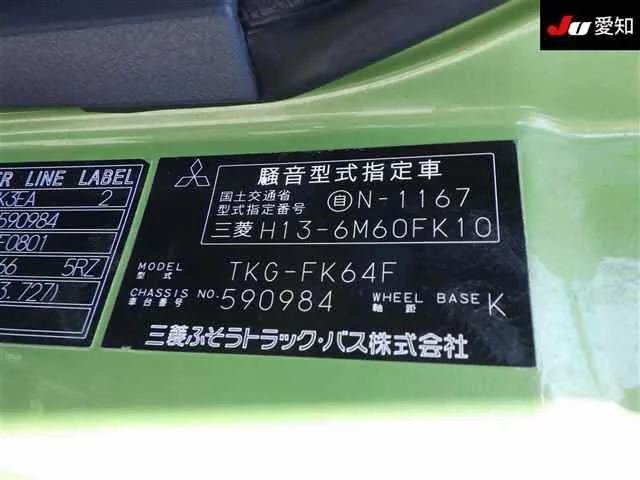 JU 愛知
ER LINE LABEL
K3EA 2
590984
E0801
66 5RZ
3.727)
騒音型式指定車
国土交通省
型式指定番号 自 N-1167
三菱 H13-6M60FK10
MODEL
型式 TKG-FK64F
CHASSIS NO.
車台番号 590984
WHEEL BASE
軸距 K
三菱ふそうトラック・バス株式会社